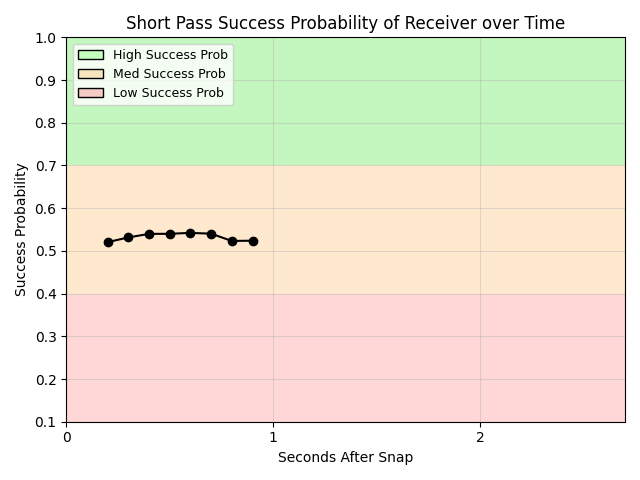 Short Pass Success Probability of Receiver over Time
1.0
High Success Prob
Med Success Prob
Low Success Prob
0.9
0.8
0.7
0.6
0.5
0.4
0.3
0.2
0.1
Success Probability
0 1 2
Seconds After Snap